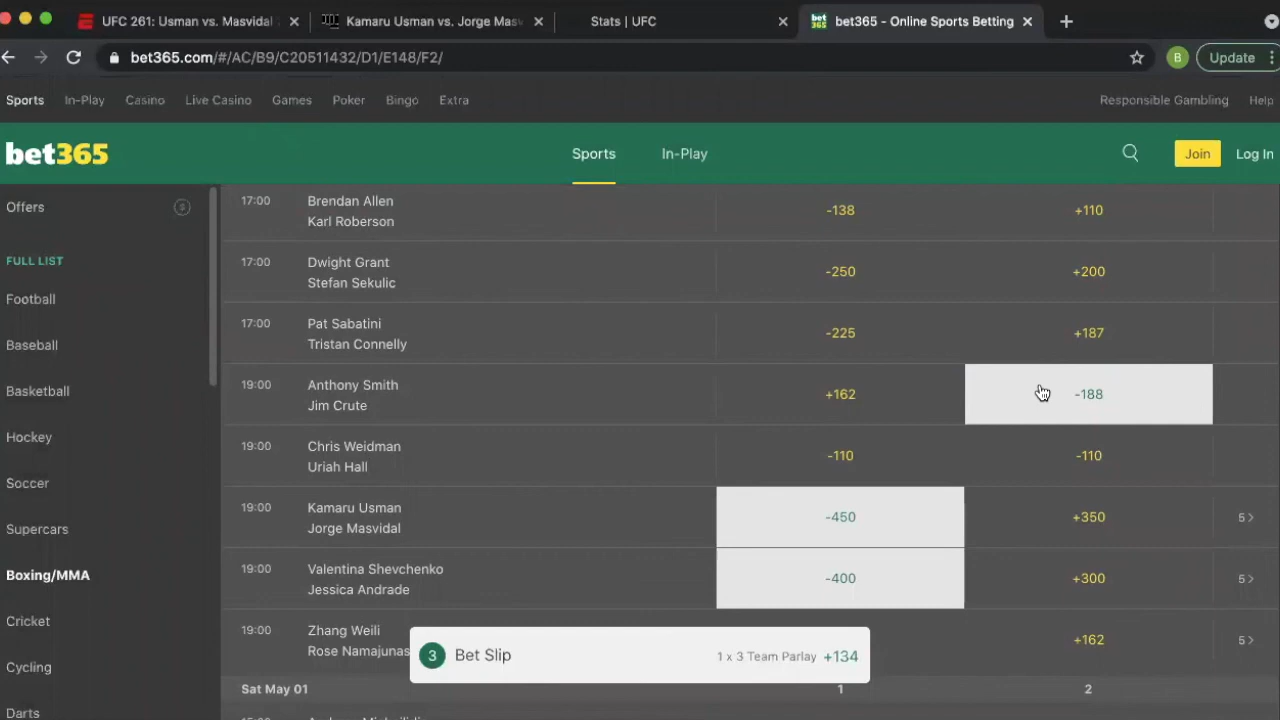 UFC 261: Usman vs. Masvidal
Kamaru Usman vs. Jorge Mas
Stats | UFC
bet365 - Online Sports Betting
bet365.com/#/AC/B9/C20511432/D1/E148/F2/
B
Update
Sports In-Play Casino Live Casino Games Poker Bingo Extra
Responsible Gambling Help
bet365
Sports In-Play
Join Log In
Offers
FULL LIST
Football
Baseball
Basketball
Hockey
Soccer
Supercars
Boxing/MMA
Cricket
Cycling
Darts
17:00 Brendan Allen -138 +110
Karl Roberson
17:00 Dwight Grant -250 +200
Stefan Sekulic
17:00 Pat Sabatini -225 +187
Tristan Connelly
19:00 Anthony Smith +162 -188
Jim Crute
19:00 Chris Weidman -110 -110
Uriah Hall
19:00 Kamaru Usman -450 +350 5
Jorge Masvidal
19:00 Valentina Shevchenko -400 +300 5
Jessica Andrade
19:00 Zhang Weili +162 5
Rose Namajunas
3 Bet Slip 1 x 3 Team Parlay +134
Sat May 01 1 2